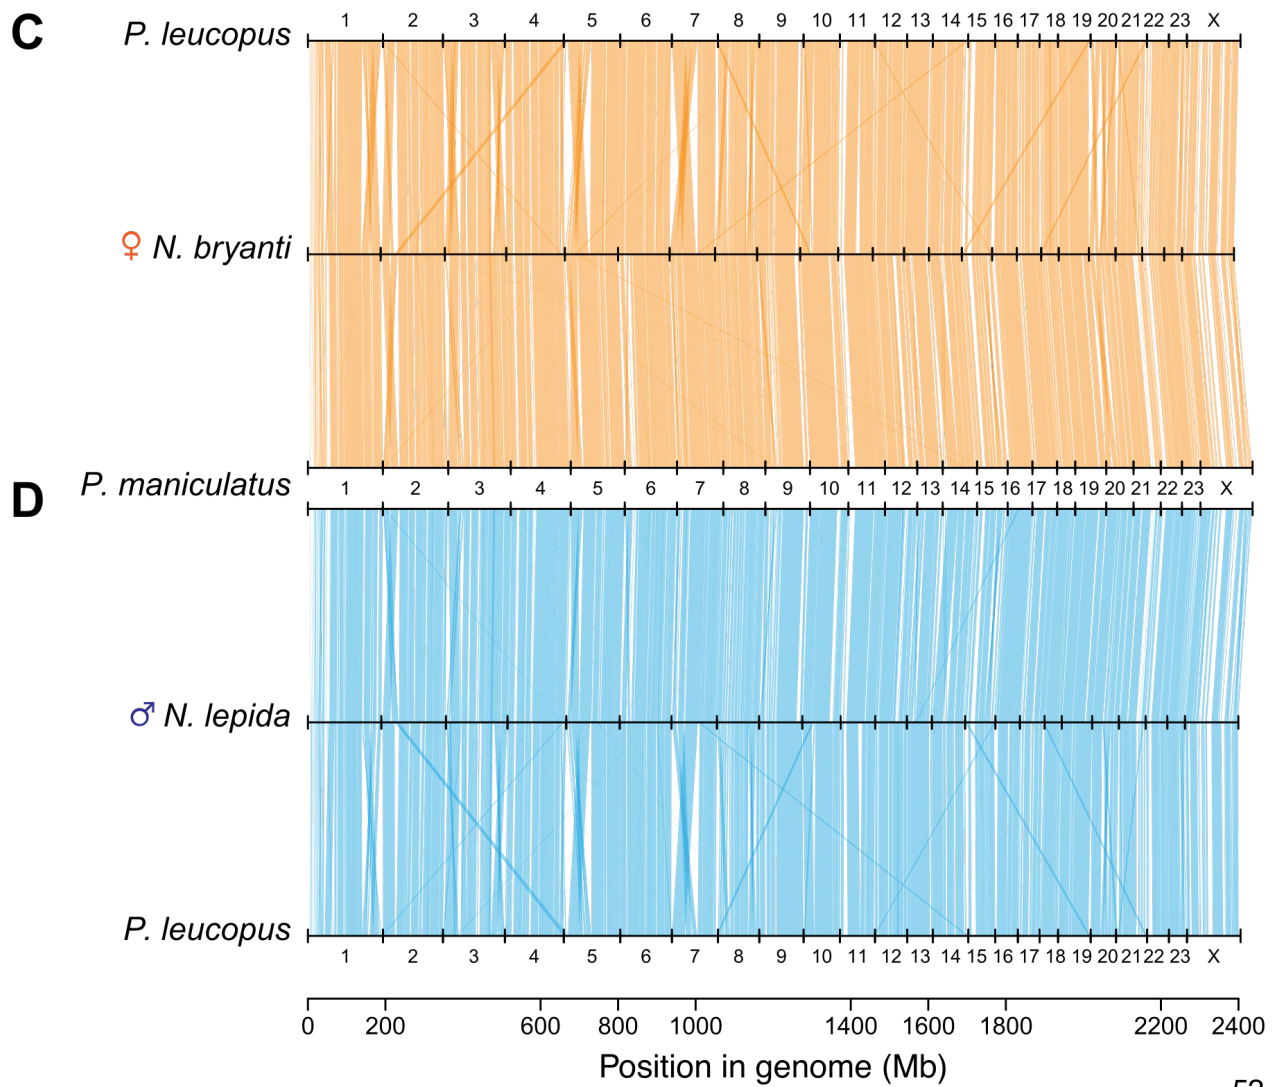 C
P. leucopus
1 2 3 4 5 6 7 8 9 10 11 12 13 14 15 16 17 18 19 20 21 22 23 X
♀ N. bryanti
P. maniculatus
1 2 3 4 5 6 7 8 9 10 11 12 13 14 15 16 17 18 19 20 21 22 23 X
D
♂ N. lepida
P. leucopus
1 2 3 4 5 6 7 8 9 10 11 12 13 14 15 16 17 18 19 20 21 22 23 X
0 200 600 800 1000 1400 1600 1800 2200 2400
Position in genome (Mb)